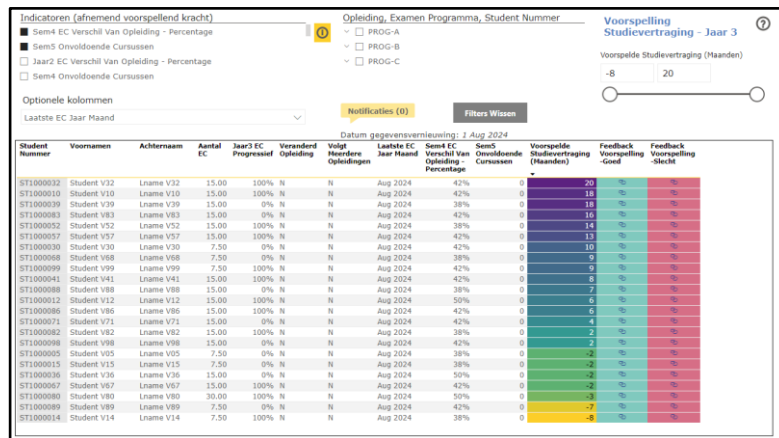 Indicatoren (afnemend voorspellend kracht)
Sem4 EC Verschil Van Opleiding - Percentage
Sem5 Onvoldoende Cursussen
Jaar2 EC Verschil Van Opleiding - Percentage
Sem4 Onvoldoende Cursussen
Optionele kolommen
Laatste EC Jaar Maand
Opleiding, Examen Programma, Student Nummer
PROG-A
PROG-B
PROG-C
Notificaties (0)
Filters Wissen
Voorspelling
Studievertraging - Jaar 3
Voorspelde Studievertraging (Maanden)
-8 20
Datum gegevensvernieuwing: 1 Aug 2024
Student Nummer Voornamen Achternaam Aantal EC Jaar3 EC Progressief Veranderd Opleiding Volgt Meerdere Opleidingen Laatste EC Jaar Maand Sem4 EC Verschil Van Opleiding - Percentage Sem5 Onvoldoende Cursussen Voorspelde Studievertraging (Maanden) Feedback Voorspelling -Goed Feedback Voorspelling -Slecht
ST1000032 Student V32 Lname V32 15.00 100% N N Aug 2024 42% 0 20
ST1000010 Student V10 Lname V10 15.00 100% N N Aug 2024 42% 0 18
ST1000039 Student V39 Lname V39 15.00 0% N N Aug 2024 38% 0 18
ST1000083 Student V83 Lname V83 15.00 100% N N Aug 2024 42% 0 16
ST1000052 Student V52 Lname V52 15.00 100% N N Aug 2024 38% 0 14
ST1000057 Student V57 Lname V57 15.00 100% N N Aug 2024 42% 0 13
ST1000030 Student V30 Lname V30 7.50 0% N N Aug 2024 42% 0 10
ST1000068 Student V68 Lname V68 7.50 0% N N Aug 2024 38% 0 9
ST1000099 Student V99 Lname V99 7.50 100% N N Aug 2024 42% 0 9
ST1000041 Student V41 Lname V41 15.00 100% N N Aug 2024 42% 0 8
ST1000088 Student V88 Lname V88 15.00 0% N N Aug 2024 38% 0 7
ST1000012 Student V12 Lname V12 15.00 100% N N Aug 2024 50% 0 6
ST1000086 Student V86 Lname V86 15.00 100% N N Aug 2024 42% 0 6
ST1000071 Student V71 Lname V71 15.00 0% N N Aug 2024 42% 0 4
ST1000082 Student V82 Lname V82 15.00 100% N N Aug 2024 38% 0 2
ST1000098 Student V98 Lname V98 15.00 0% N N Aug 2024 42% 0 2
ST1000005 Student V05 Lname V05 7.50 0% N N Aug 2024 38% 0 -2
ST1000015 Student V15 Lname V15 7.50 0% N N Aug 2024 38% 0 -2
ST1000036 Student V36 Lname V36 15.00 0% N N Aug 2024 50% 0 -2
ST1000067 Student V67 Lname V67 15.00 100% N N Aug 2024 42% 0 -2
ST1000080 Student V80 Lname V80 30.00 100% N N Aug 2024 50% 0 -3
ST1000089 Student V89 Lname V89 7.50 0% N N Aug 2024 42% 0 -7
ST1000014 Student V14 Lname V14 7.50 100% N N Aug 2024 38% 0 -8